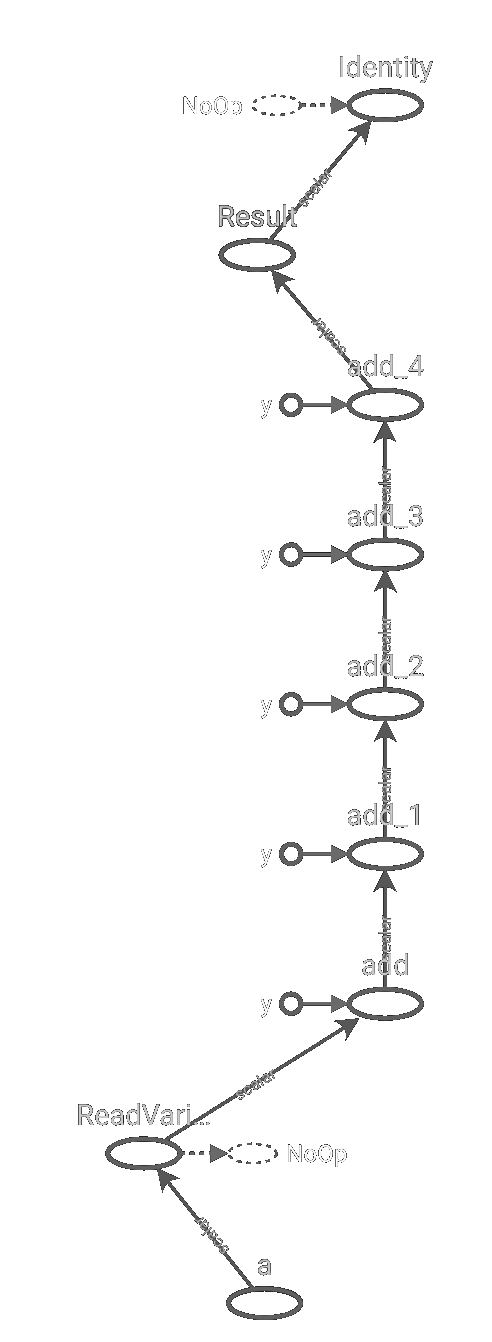 Identity
NoOp
scalar
Result
scalar
add_4
y
scalar
add_3
y
scalar
add_2
y
scalar
add_1
y
scalar
add
y
scalar
ReadVari...
NoOp
scalar
a